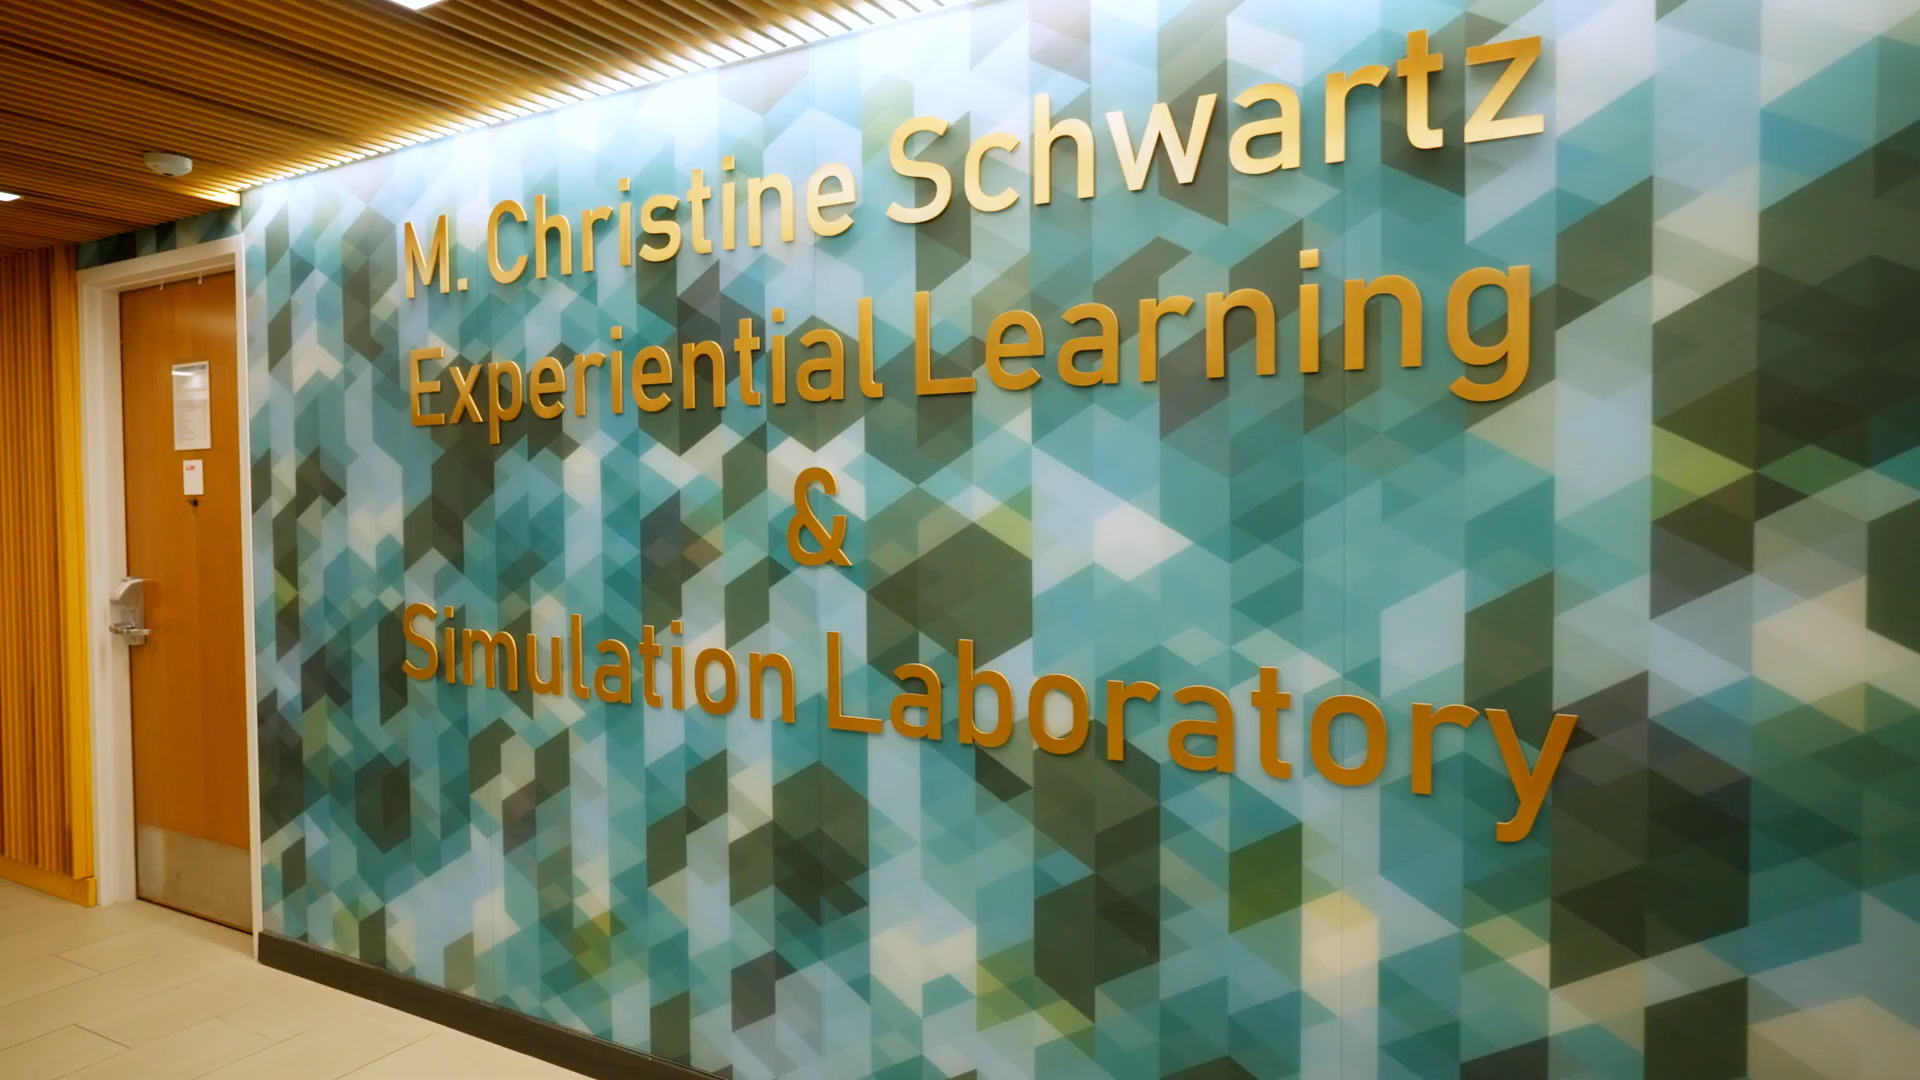 M. Christine Schwartz
Experiential Learning
&
Simulation Laboratory